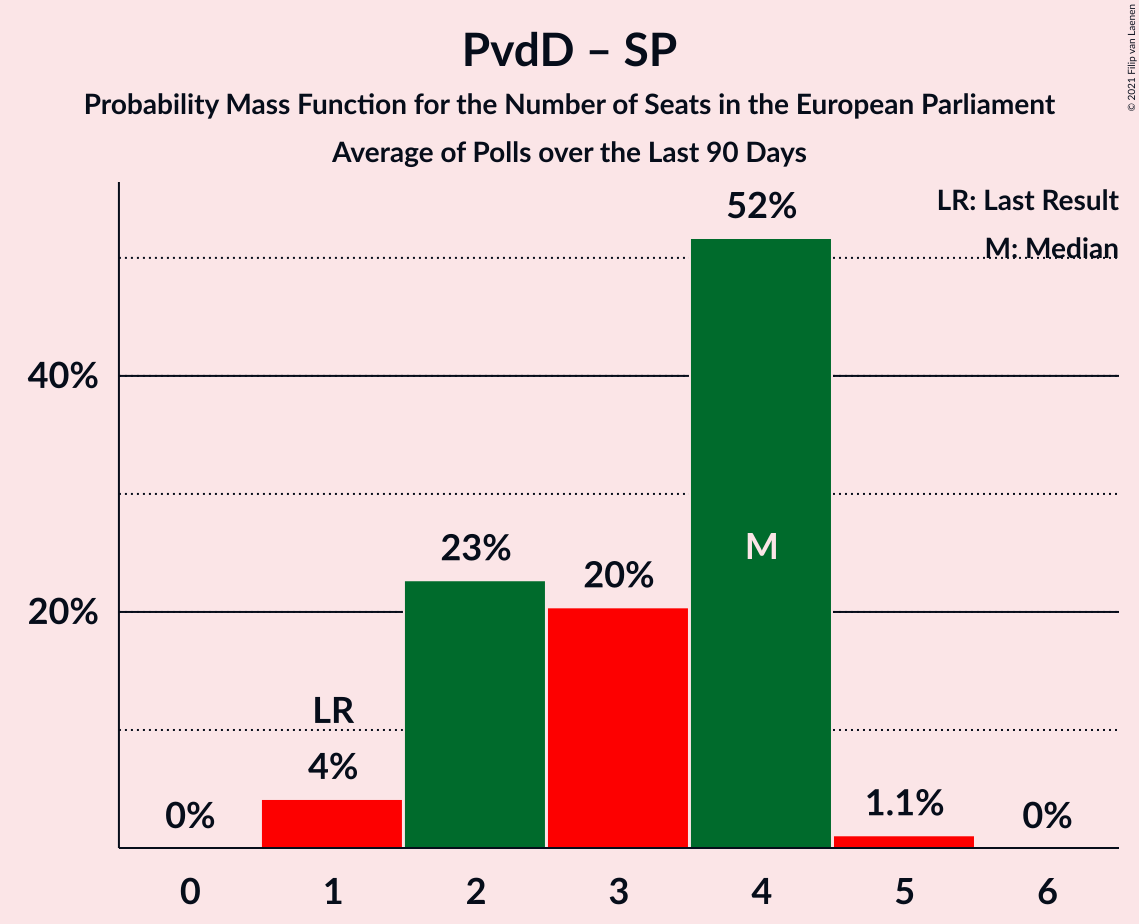 PvdD – SP
Probability Mass Function for the Number of Seats in the European Parliament
Average of Polls over the Last 90 Days
© 2021 Filip van Laenen
LR: Last Result
M: Median
52%
40%
23%
20%
M
20%
LR
4%
0%
1.1%
0%
0 1 2 3 4 5 6